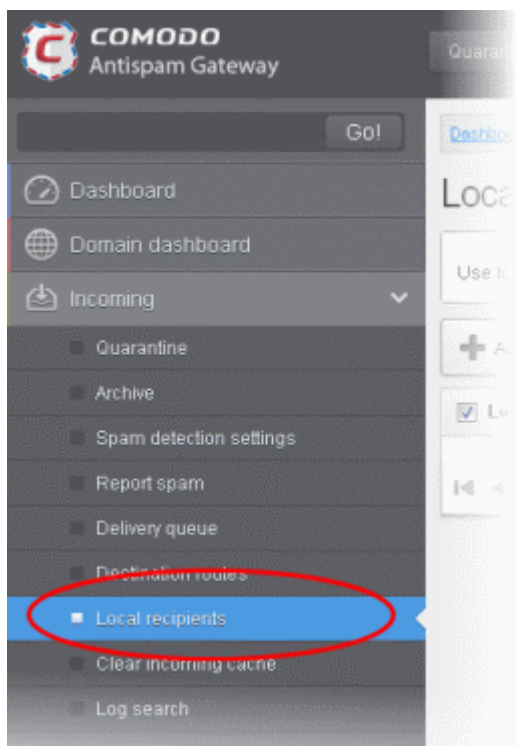 COMODO
Antispam Gateway
Go!
Dashboard
Domain dashboard
Incoming
Quarantine
Archive
Spam detection settings
Report spam
Delivery queue
Destination routes
Local recipients
Clear incoming cache
Log search
Use